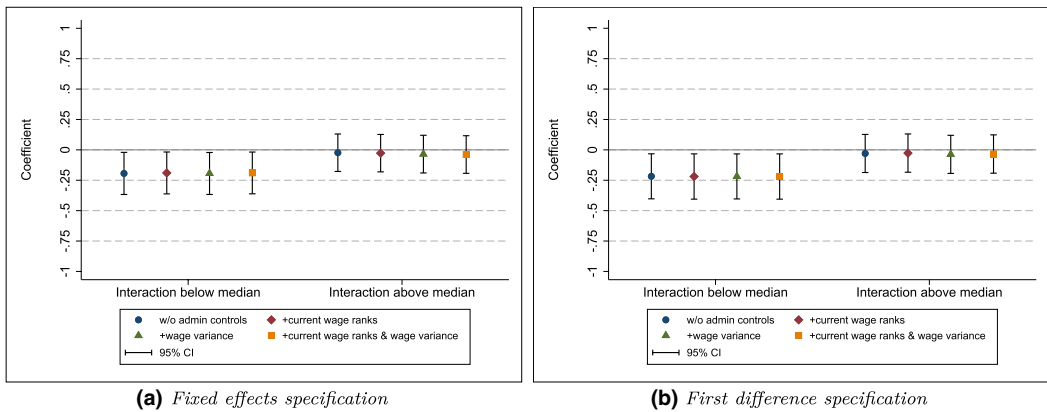 1
.75
.5
.25
0
-.25
-.5
-.75
-1
Coefficient
Interaction below median
Interaction above median
w/o admin controls
+current wage ranks
+wage variance
+current wage ranks & wage variance
95% CI
(a) Fixed effects specification
1
.75
.5
.25
0
-.25
-.5
-.75
-1
Coefficient
Interaction below median
Interaction above median
w/o admin controls
+current wage ranks
+wage variance
+current wage ranks & wage variance
95% CI
(b) First difference specification